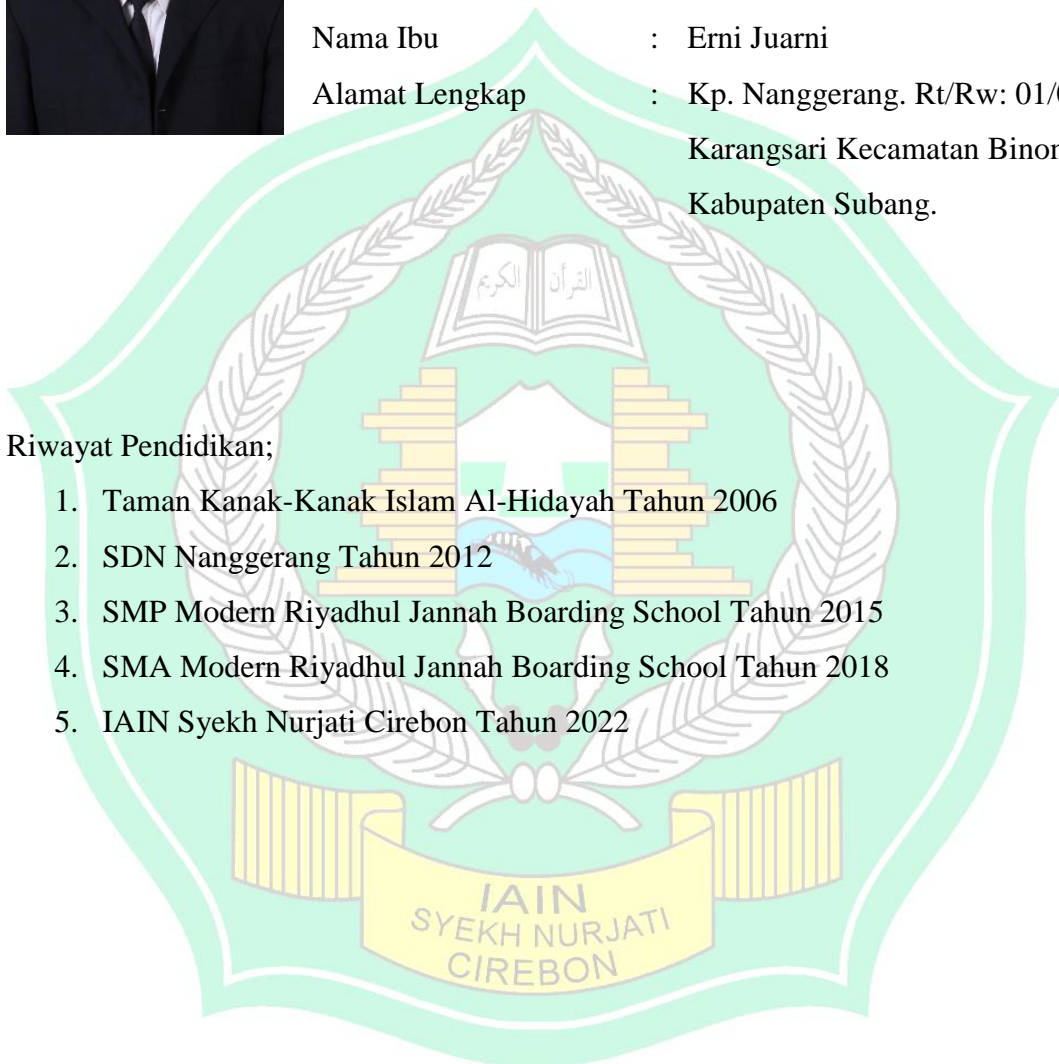 Nama Ibu : Erni Juarni
Alamat Lengkap : Kp. Nanggerang. Rt/Rw: 01/
Karangsari Kecamatan
Kabupaten Subang.
القرآن الكريم
Riwayat Pendidikan;
1. Taman Kanak-Kanak Islam Al-Hidayah Tahun 2006
2. SDN Nanggerang Tahun 2012
3. SMP Modern Riyadhul Jannah Boarding School Tahun 2015
4. SMA Modern Riyadhul Jannah Boarding School Tahun 2018
5. IAIN Syekh Nurjati Cirebon Tahun 2022
IAIN
SYEKH NURJATI
CIREBON